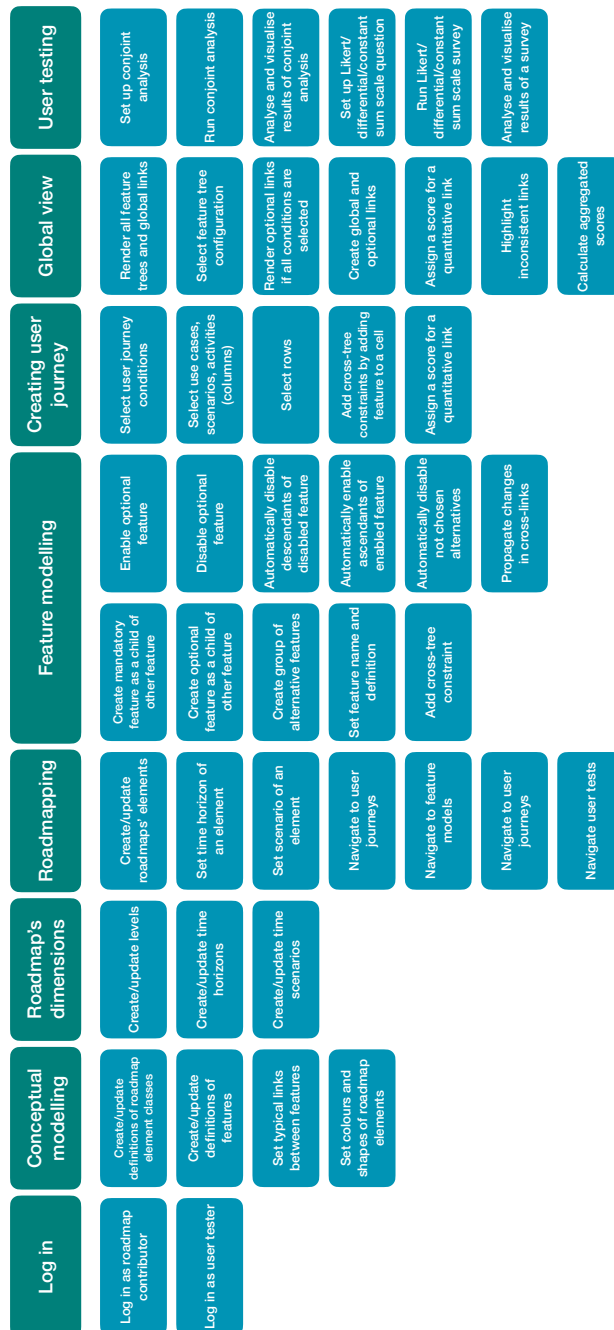 Log in
Log in as roadmap
contributor
Log in as user tester
Conceptual
modelling
Create/update
definitions of roadmap
element classes
Create/update
definitions of
features
Set typical links
between features
Set colours and
shapes of roadmap
elements
Roadmap's
dimensions
Create/update levels
Create/update time
horizons
Create/update time
scenarios
Roadmapping
Create/update
roadmaps' elements
Set time horizon of
an element
Set scenario of an
element
Navigate to user
journeys
Navigate to feature
models
Navigate to user
journeys
Navigate user tests
Feature modelling
Create mandatory
feature as a child of
other feature
Create optional
feature as a child of
other feature
Create group of
alternative features
Set feature name and
definition
Add cross-tree
constraint
Enable optional
feature
Disable optional
feature
Automatically disable
descendants of
disabled feature
Automatically enable
ascendants of
enabled feature
Automatically disable
not chosen
alternatives
Propagate changes
in cross-links
Creating user
journey
Select user journey
conditions
Select use cases,
scenarios, activities
(columns)
Select rows
Add cross-tree
constraints by adding
feature to a cell
Assign a score for a
quantitative link
Global view
Render all feature
trees and global links
Select feature tree
configuration
Render optional links
if all conditions are
selected
Create global and
optional links
Assign a score for a
quantitative link
Highlight
inconsistent links
Calculate aggregated
scores
User testing
Set up conjoint
analysis
Run conjoint analysis
Analyse and visualise
results of conjoint
analysis
Set up Likert/
differential/constant
sum scale question
Run Likert/
differential/constant
sum scale survey
Analyse and visualise
results of a survey